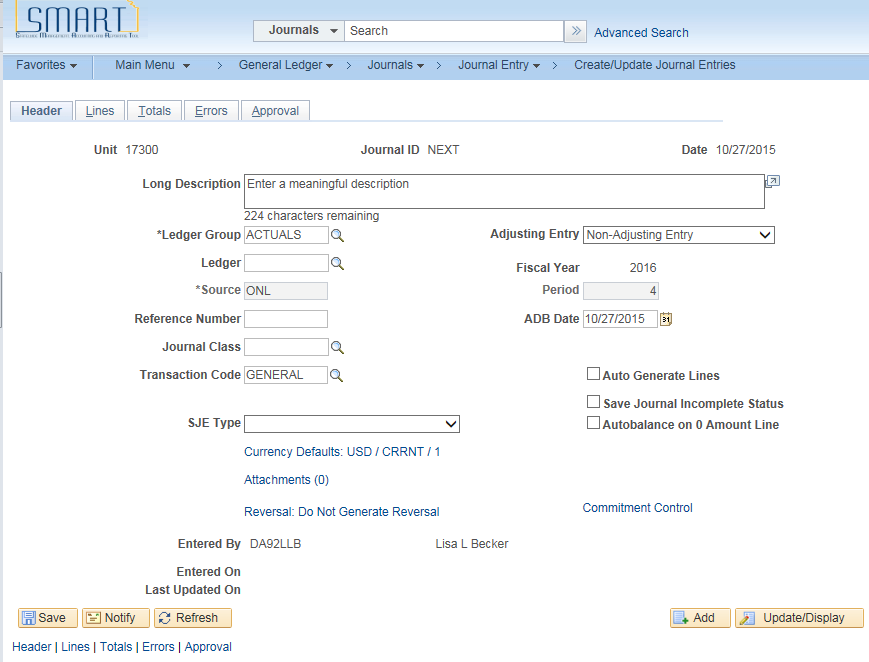 SMART
Journals Search Advanced Search
Favorites Main Menu > General Ledger > Journals > Journal Entry > Create/Update Journal Entries
Header Lines Totals Errors Approval
Unit 17300 Journal ID NEXT Date 10/27/2015
Long Description Enter a meaningful description
224 characters remaining
*Ledger Group ACTUALS Adjusting Entry Non-Adjusting Entry
Ledger Fiscal Year 2016
*Source ONL Period 4
Reference Number ADB Date 10/27/2015 31
Journal Class
Transaction Code GENERAL Auto Generate Lines
Save Journal Incomplete Status
SJE Type Autobalance on 0 Amount Line
Currency Defaults: USD / CRRNT / 1
Attachments (0)
Reversal: Do Not Generate Reversal Commitment Control
Entered By DA92LLB Lisa L Becker
Entered On
Last Updated On
Save Notify Refresh Add Update/Display
Header | Lines | Totals | Errors | Approval